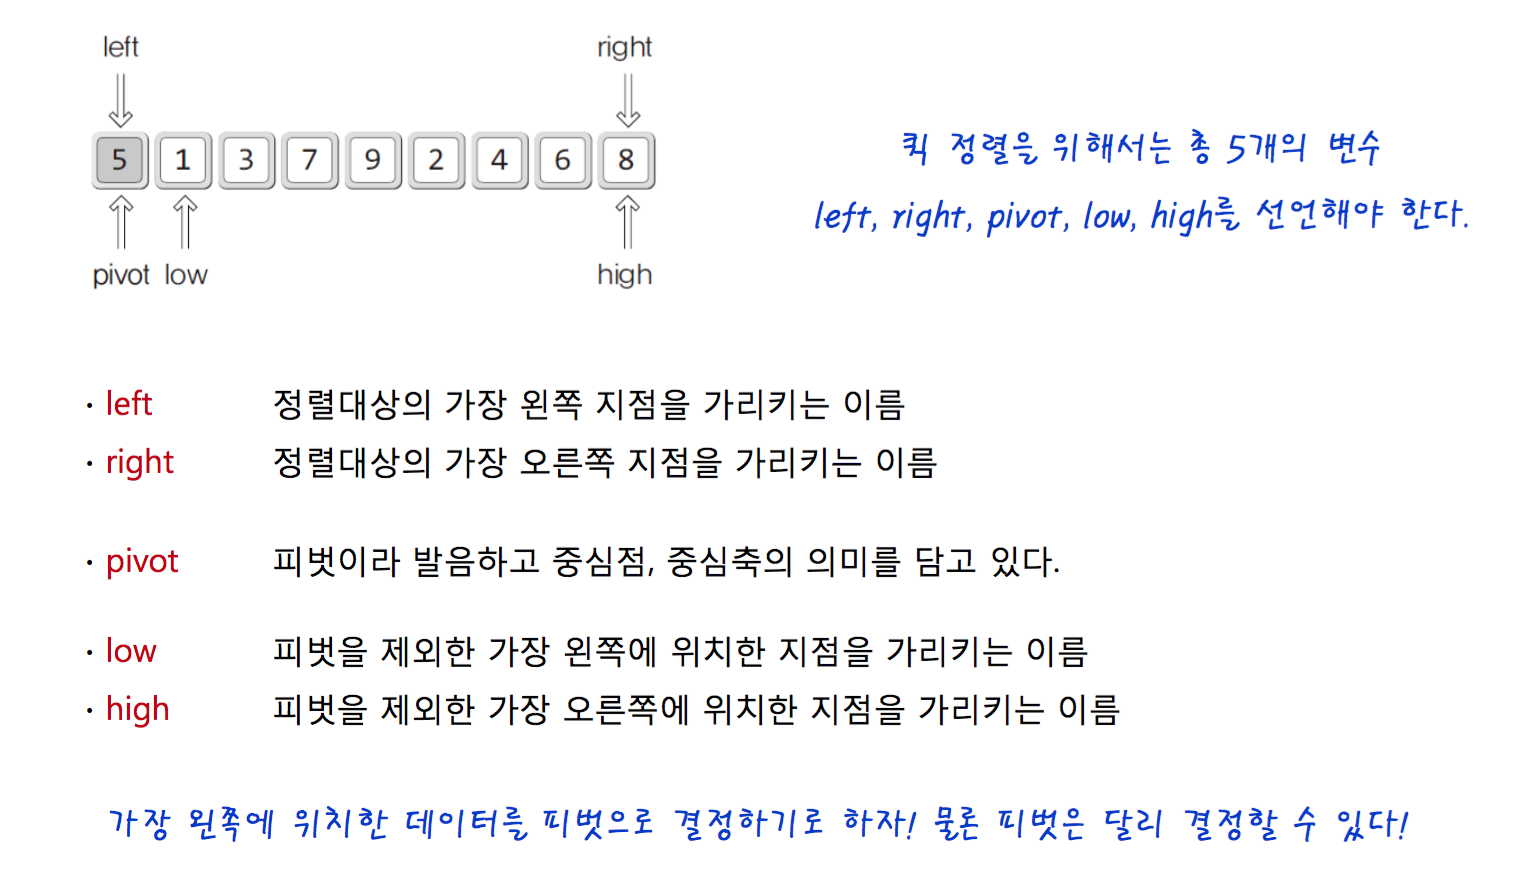 left right
5 1 3 7 9 2 4 6 8
pivot low high
퀵 정렬을 위해서는 총 5개의 변수
left, right, pivot, low, high를 선언해야 한다.
· left 정렬대상의 가장 왼쪽 지점을 가리키는 이름
· right 정렬대상의 가장 오른쪽 지점을 가리키는 이름
· pivot 피벗이라 발음하고 중심점, 중심축의 의미를 담고 있다.
· low 피벗을 제외한 가장 왼쪽에 위치한 지점을 가리키는 이름
· high 피벗을 제외한 가장 오른쪽에 위치한 지점을 가리키는 이름
가장 왼쪽에 위치한 데이터를 피벗으로 결정하기로 하자! 물론 피벗은 달리 결정할 수 있다!